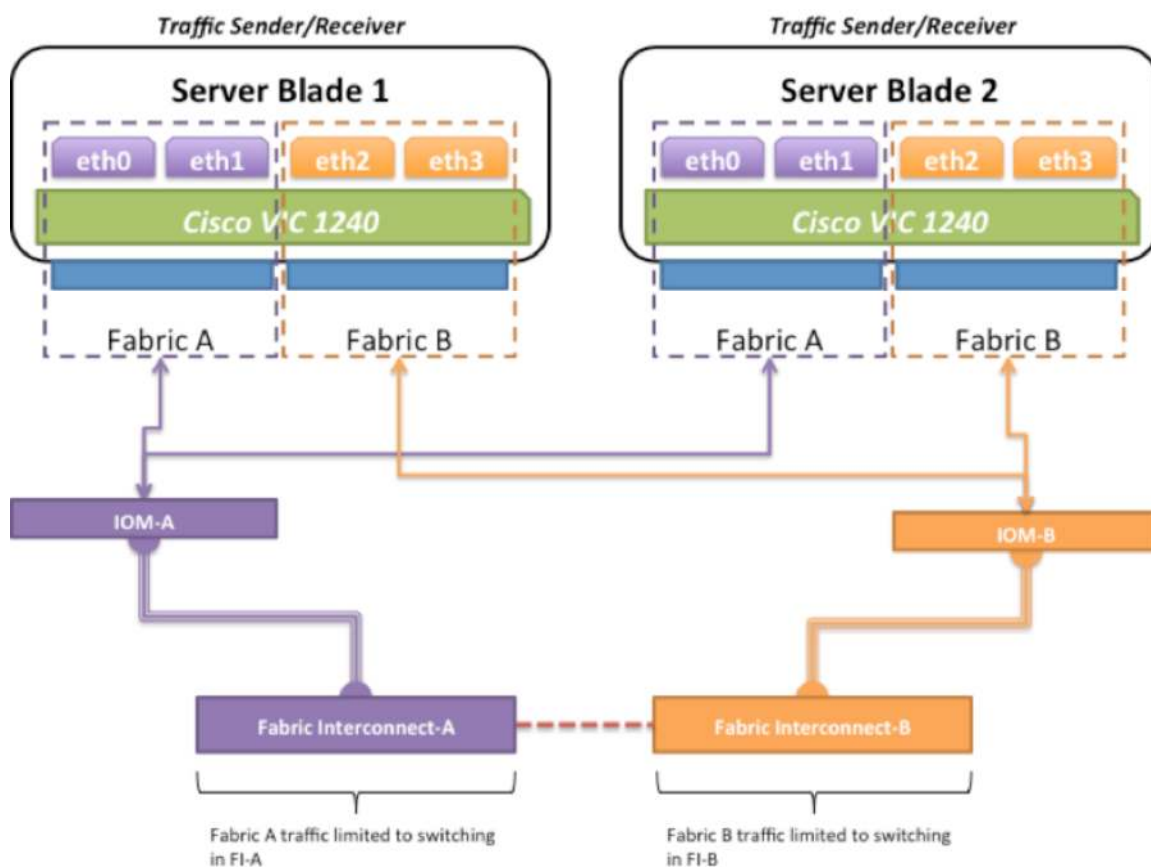 Traffic Sender/Receiver
Traffic Sender/Receiver
Server Blade 1
Server Blade 2
eth0 eth1 eth2 eth3
eth0 eth1 eth2 eth3
Cisco VIC 1240
Cisco VIC 1240
Fabric A Fabric B
Fabric A Fabric B
IOM-A
IOM-B
Fabric Interconnect-A
Fabric Interconnect-B
Fabric A traffic limited to switching
in FI-A
Fabric B traffic limited to switching
in FI-B